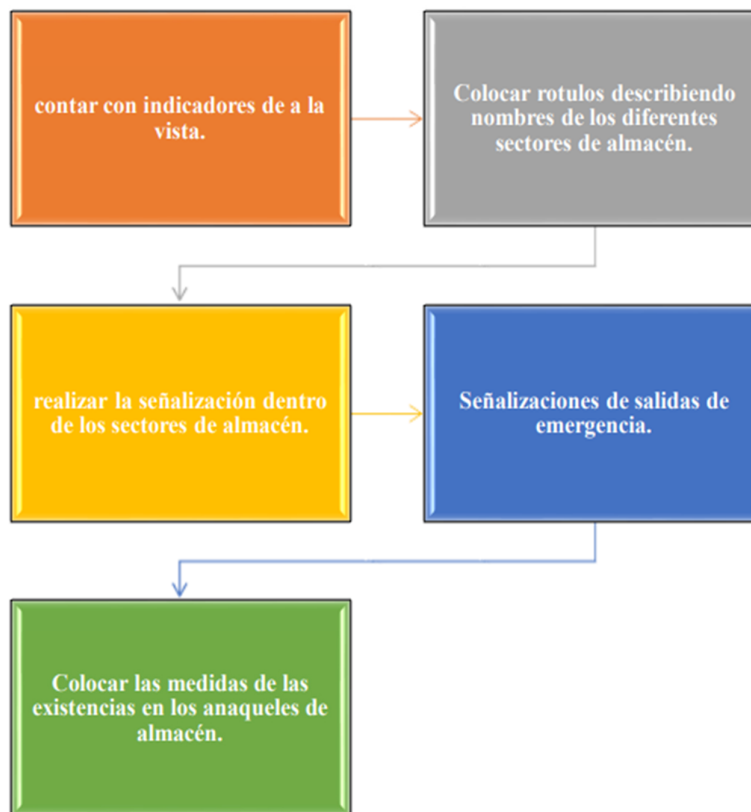 contar con indicadores de a la
vista.
Colocar rotulos describiendo
nombres de los diferentes
sectores de almacén.
realizar la señalización dentro
de los sectores de almacén.
Señalizaciones de salidas de
emergencia.
Colocar las medidas de las
existencias en los anaqueles de
almacén.